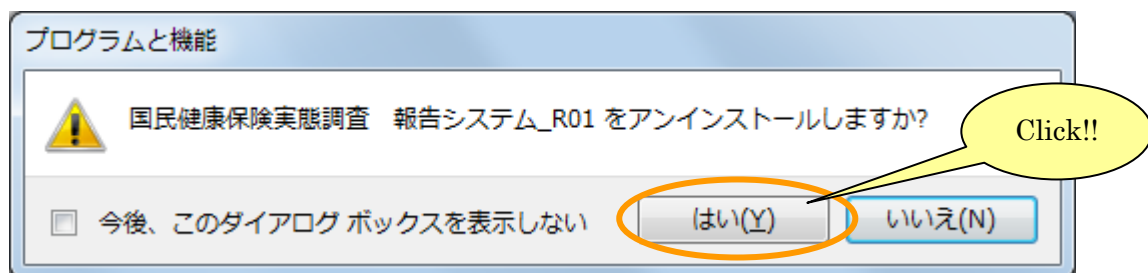 プログラムと機能
国民健康保険実態調査　報告システム_R01 をアンインストールしますか?
Click!!
今後、このダイアログ ボックスを表示しない
はい(Y)
いいえ(N)